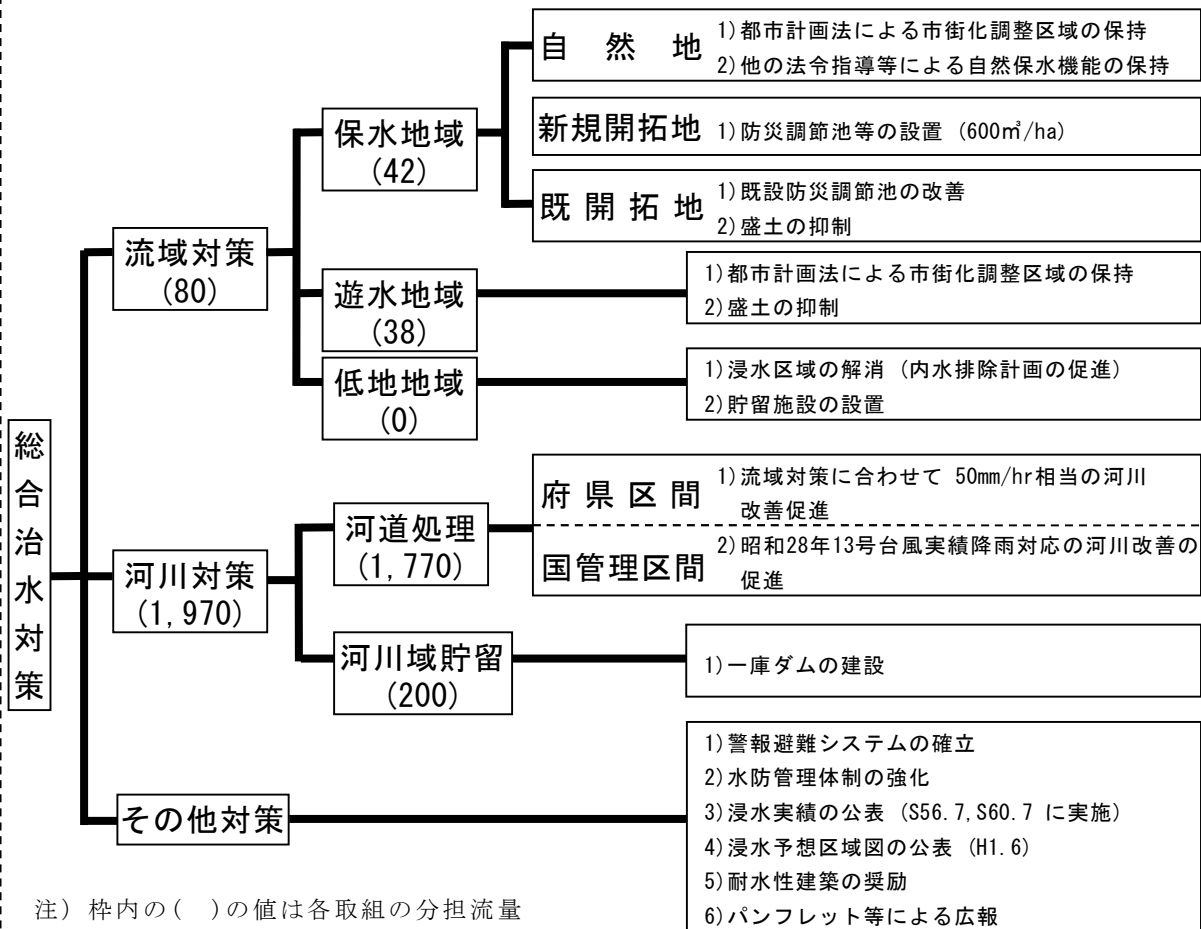 自然地
1)都市計画法による市街化調整区域の保持
2)他の法令指導等による自然保水機能の保持
保水地域
(42)
新規開拓地
1)防災調節池等の設置 (600㎥/ha)
既開拓地
1)既設防災調節池の改善
2)盛土の抑制
流域対策
(80)
遊水地域
(38)
1)都市計画法による市街化調整区域の保持
2)盛土の抑制
低地地域
(0)
1)浸水区域の解消 (内水排除計画の促進)
2)貯留施設の設置
総合治水対策
府県区間
1)流域対策に合わせて 50mm/hr相当の河川
改善促進
河道処理
(1,770)
国管理区間
2)昭和28年13号台風実績降雨対応の河川改善の
促進
河川対策
(1,970)
河川域貯留
(200)
1)一庫ダムの建設
その他対策
1)警報避難システムの確立
2)水防管理体制の強化
3)浸水実績の公表 (S56.7,S60.7 に実施)
4)浸水予想区域図の公表 (H1.6)
5)耐水性建築の奨励
6)パンフレット等による広報
注) 枠内の( )の値は各取組の分担流量